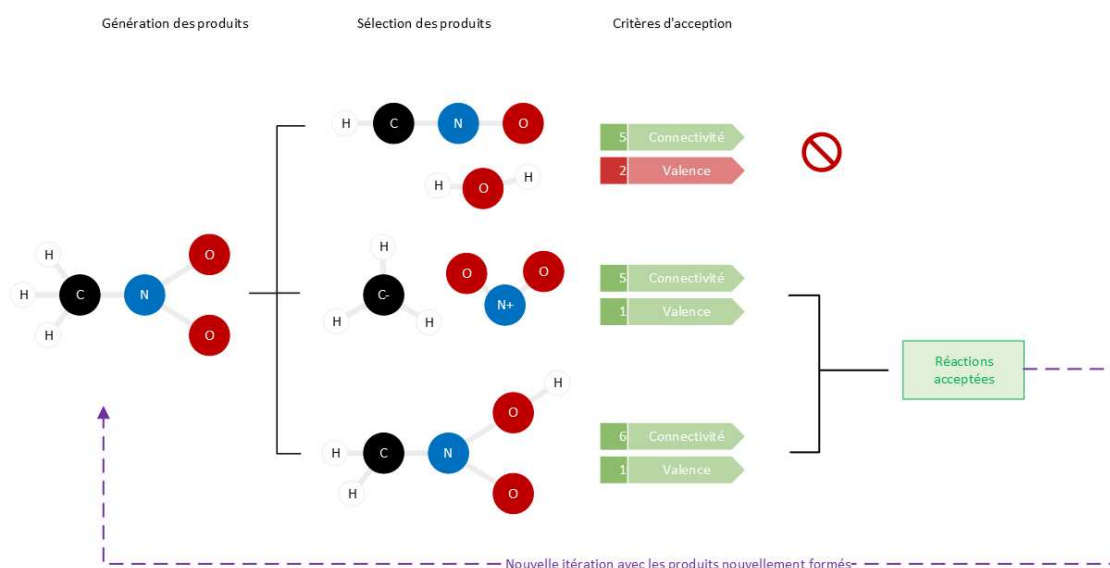 Génération des produits
Sélection des produits
Critères d'acception
H C N O
5 Connectivité
2 Valence
H O H
H
H C N O
H O
H
O O
C- N+
H H
5 Connectivité
1 Valence
Réactions
acceptées
H
O
H C N
H
O
6 Connectivité
1 Valence
Nouvelle itération avec les produits nouvellement formés